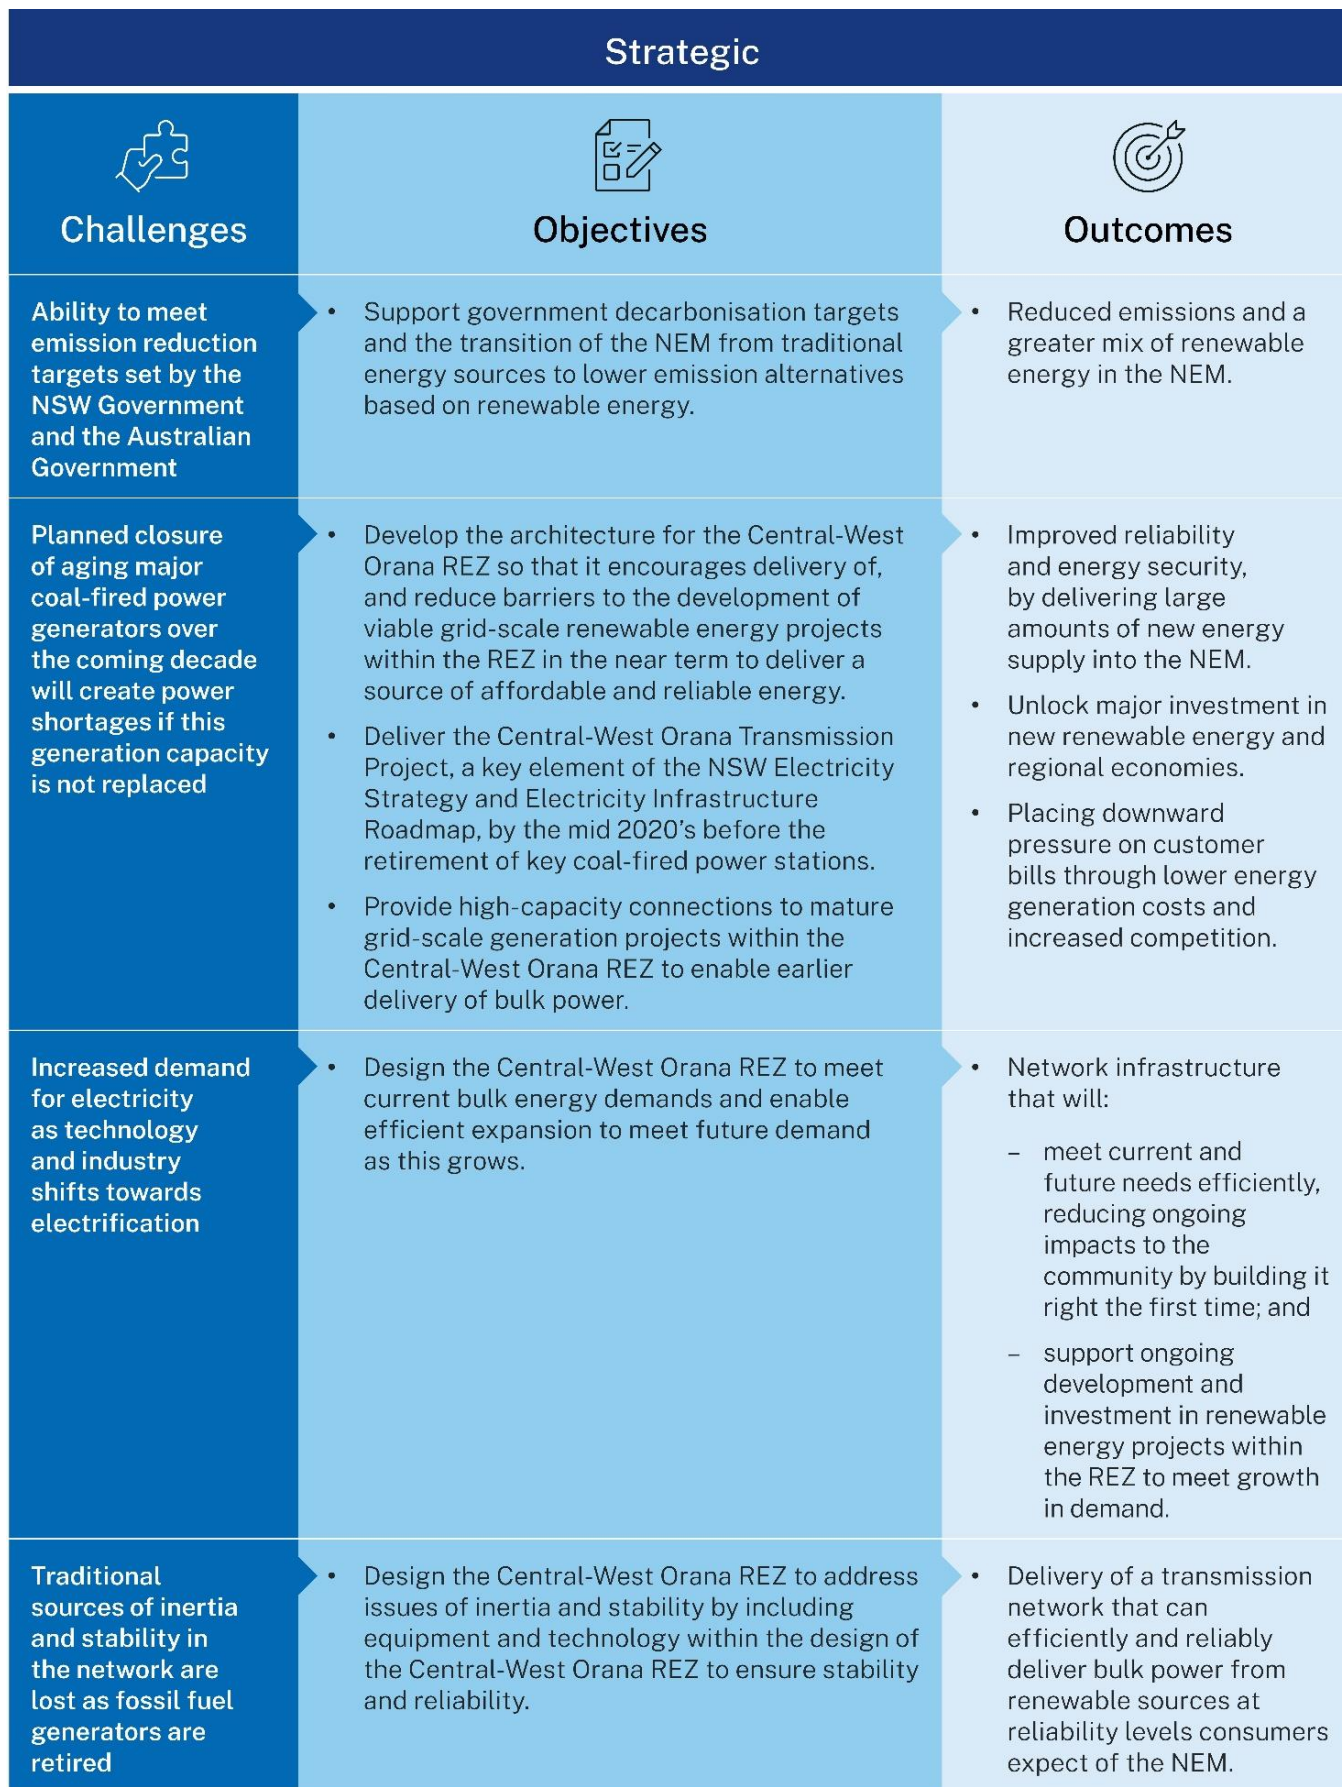 Strategic
Challenges
Objectives
Outcomes
Ability to meet
emission reduction
targets set by the
NSW Government
and the Australian
Government
• Support government decarbonisation targets
and the transition of the NEM from traditional
energy sources to lower emission alternatives
based on renewable energy.
• Reduced emissions and a
greater mix of renewable
energy in the NEM.
Planned closure
of aging major
coal-fired power
generators over
the coming decade
will create power
shortages if this
generation capacity
is not replaced
• Develop the architecture for the Central-West
Orana REZ so that it encourages delivery of,
and reduce barriers to the development of
viable grid-scale renewable energy projects
within the REZ in the near term to deliver a
source of affordable and reliable energy.
• Deliver the Central-West Orana Transmission
Project, a key element of the NSW Electricity
Strategy and Electricity Infrastructure
Roadmap, by the mid 2020's before the
retirement of key coal-fired power stations.
• Provide high-capacity connections to mature
grid-scale generation projects within the
Central-West Orana REZ to enable earlier
delivery of bulk power.
• Improved reliability
and energy security,
by delivering large
amounts of new energy
supply into the NEM.
• Unlock major investment in
new renewable energy and
regional economies.
• Placing downward
pressure on customer
bills through lower energy
generation costs and
increased competition.
Increased demand
for electricity
as technology
and industry
shifts towards
electrification
• Design the Central-West Orana REZ to meet
current bulk energy demands and enable
efficient expansion to meet future demand
as this grows.
• Network infrastructure
that will:
– meet current and
future needs efficiently,
reducing ongoing
impacts to the
community by building it
right the first time; and
– support ongoing
development and
investment in renewable
energy projects within
the REZ to meet growth
in demand.
Traditional
sources of inertia
and stability in
the network are
lost as fossil fuel
generators are
retired
• Design the Central-West Orana REZ to address
issues of inertia and stability by including
equipment and technology within the design of
the Central-West Orana REZ to ensure stability
and reliability.
• Delivery of a transmission
network that can
efficiently and reliably
deliver bulk power from
renewable sources at
reliability levels consumers
expect of the NEM.